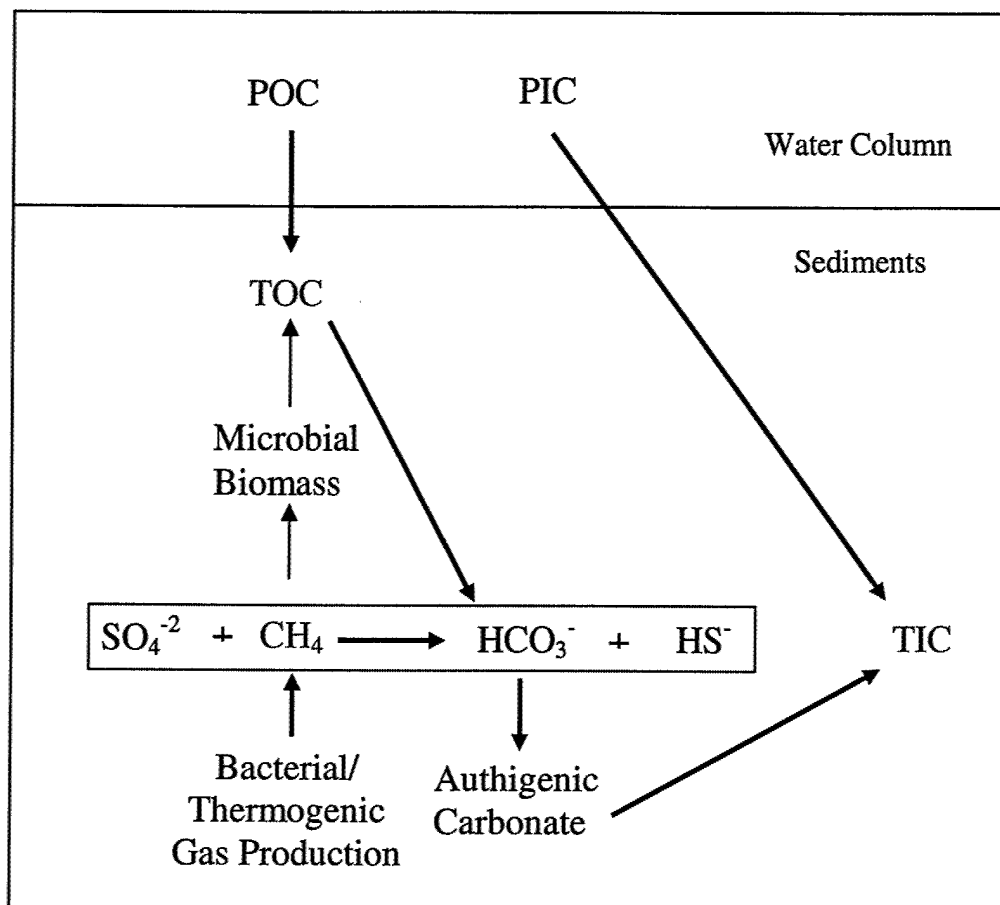 POC
PIC
Water Column
Sediments
TOC
Microbial
Biomass
SO₄⁻² + CH₄ HCO₃⁻ + HS⁻
TIC
Bacterial/
Thermogenic
Gas Production
Authigenic
Carbonate